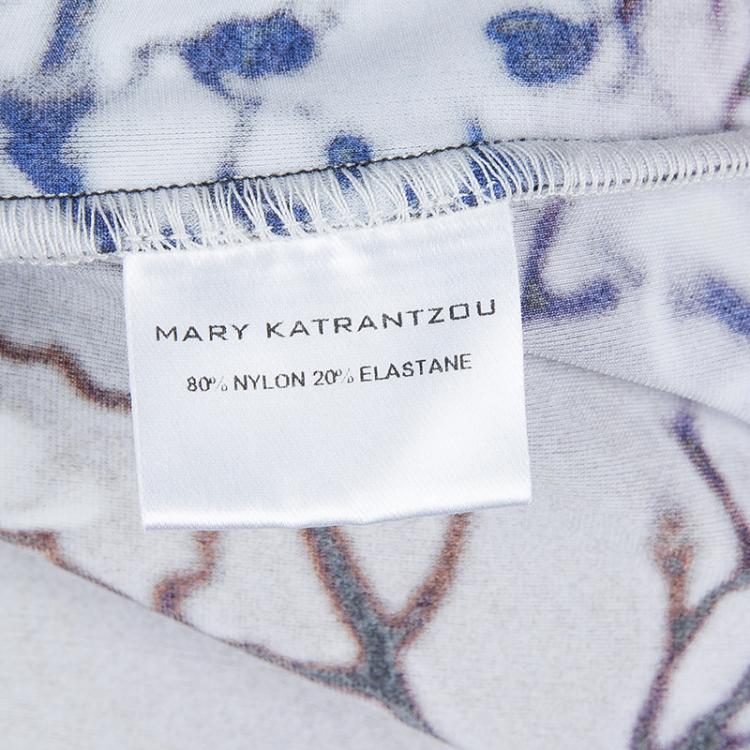 MARY KATRANTZOU
80% NYLON 20% ELASTANE